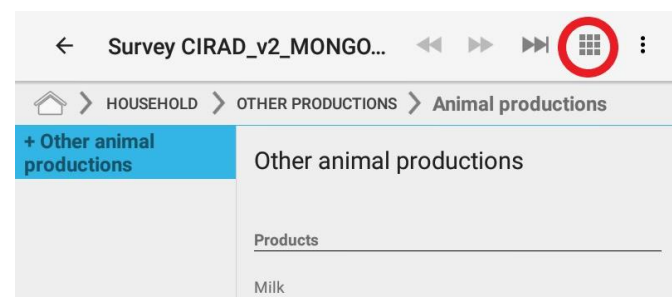 Survey CIRAD_v2_MONGO...
HOUSEHOLD OTHER PRODUCTIONS Animal productions
+ Other animal
productions
Other animal productions
Products
Milk